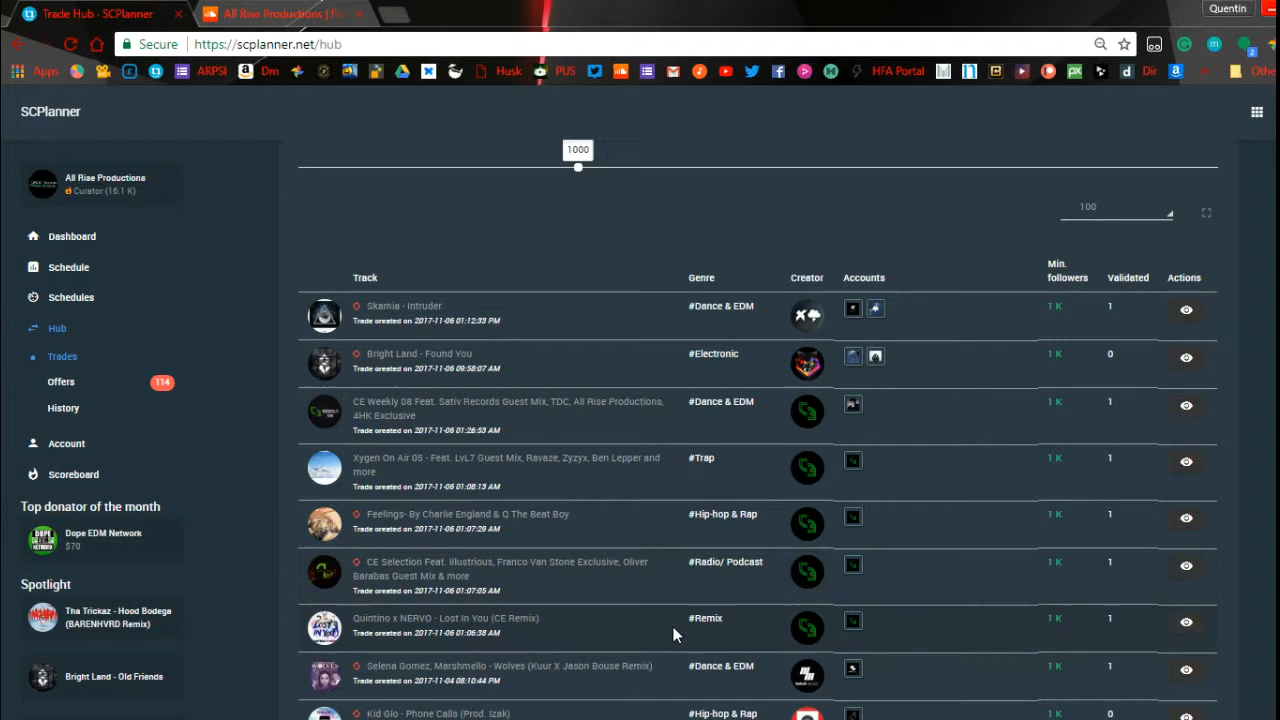 Trade Hub - SCPlanner
All Rise Productions | F
Quentin
Secure
https://scplanner.net/hub
Apps
ARPSI
Dm
Husk
PUS
HFA Portal
Dir
Othe
SCPlanner
1000
All Rise Productions
Curator (16.1 K)
100
Dashboard
Schedule
Schedules
Hub
Trades
Offers
114
History
Account
Scoreboard
Top donator of the month
Dope EDM Network
$70
Spotlight
Tha Trickaz - Hood Bodega
(BARENHVRD Remix)
Bright Land - Old Friends
Track Genre Creator Accounts Min. followers Validated Actions
Skamia - Intruder #Dance & EDM 1 K 1
Trade created on 2017-11-06 01:12:33 PM
Bright Land - Found You #Electronic 1 K 0
Trade created on 2017-11-06 09:58:07 AM
CE Weekly 08 Feat. Sativ Records Guest Mix, TDC, All Rise Productions, #Dance & EDM 1 K 1
4HK Exclusive
Trade created on 2017-11-06 01:26:53 AM
Xygen On Air 05 - Feat. LvL7 Guest Mix, Ravaze, Zyzyx, Ben Lepper and #Trap 1 K 1
more
Trade created on 2017-11-06 01:08:13 AM
Feelings- By Charlie England & Q The Beat Boy #Hip-hop & Rap 1 K 1
Trade created on 2017-11-06 01:07:29 AM
CE Selection Feat. Illustrious, Franco Van Stone Exclusive, Oliver #Radio/ Podcast 1 K 1
Barabas Guest Mix & more
Trade created on 2017-11-06 01:07:05 AM
Quintino x NERVO - Lost in You (CE Remix) #Remix 1 K 1
Trade created on 2017-11-06 01:06:38 AM
Selena Gomez, Marshmello - Wolves (Kuur X Jason Bouse Remix) #Dance & EDM 1 K 1
Trade created on 2017-11-04 08:10:44 PM
Kid Glo - Phone Calls (Prod. Izak) #Hip-hop & Rap 1 K 0